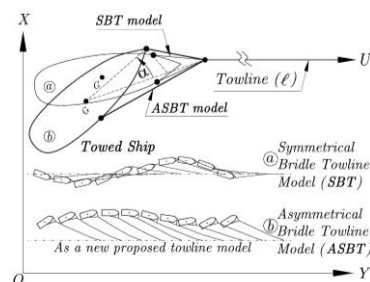 X
SBT model
U
Towline (ℓ)
α
ⓐ
G
G
ASBT model
ⓑ
Towed Ship
ⓐ Symmetrical
Bridle Towline
Model (SBT)
ⓑ Asymmetrical
Bridle Towline
Model (ASBT)
As a new proposed towline model
O
Y